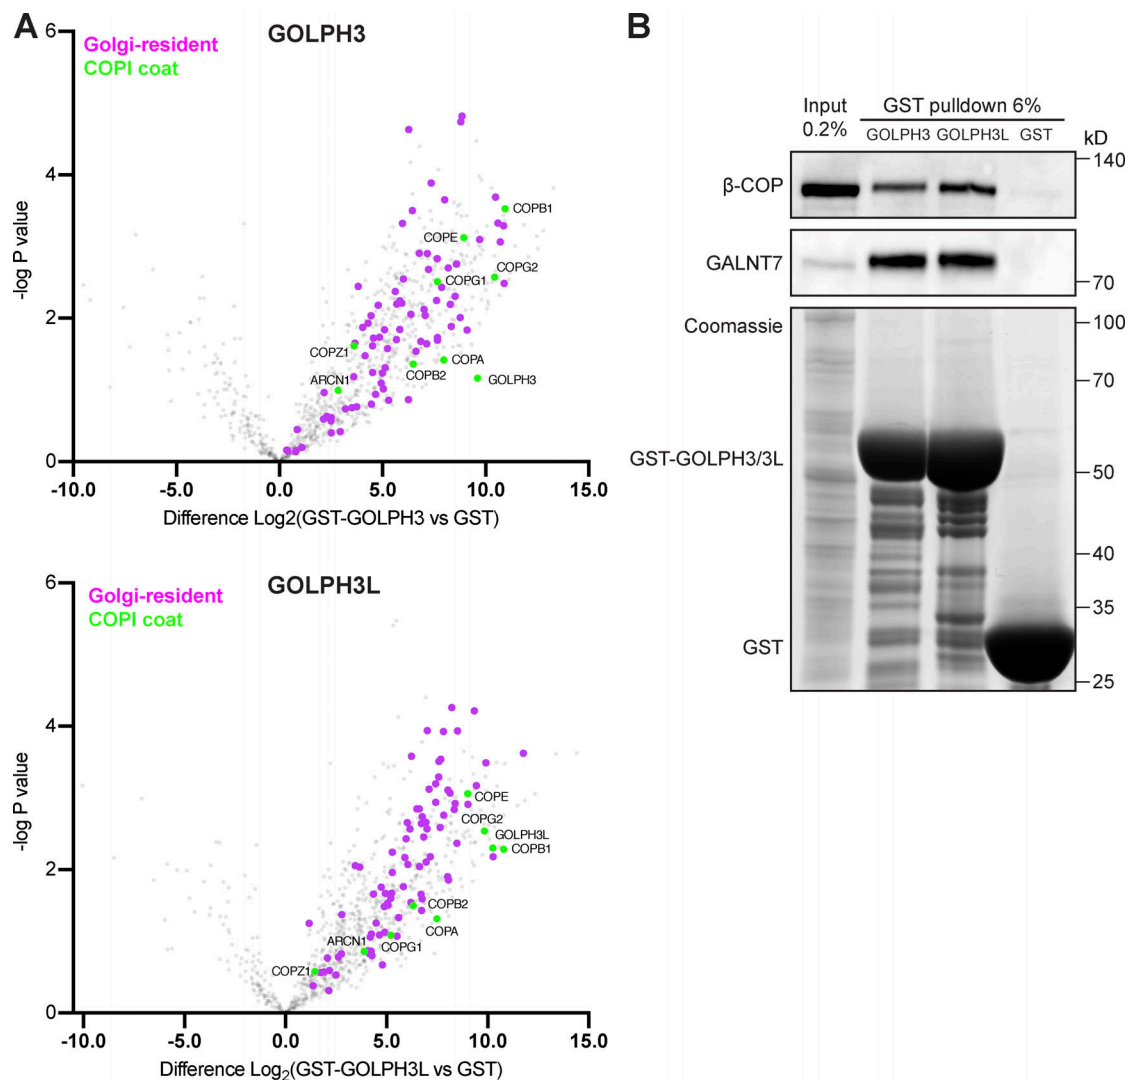 A
GOLPH3
Golgi-resident
COPI coat
6
4
2
0
-log P value
COPB1
COPE
COPG2
COPG1
COPZ1
COPA
COPB2
GOLPH3
ARCN1
-10.0 -5.0 0.0 5.0 10.0 15.0
Difference Log2(GST-GOLPH3 vs GST)
GOLPH3L
Golgi-resident
COPI coat
6
4
2
0
-log P value
COPE
COPG2
GOLPH3L
COPB1
COPB2
COPA
ARCN1
COPG1
COPZ1
-10.0 -5.0 0.0 5.0 10.0 15.0
Difference Log₂(GST-GOLPH3L vs GST)
B
Input
0.2%
GST pulldown 6%
GOLPH3 GOLPH3L GST
kD
β-COP
140
GALNT7
70
Coomassie
100
70
GST-GOLPH3/3L
50
40
35
GST
25